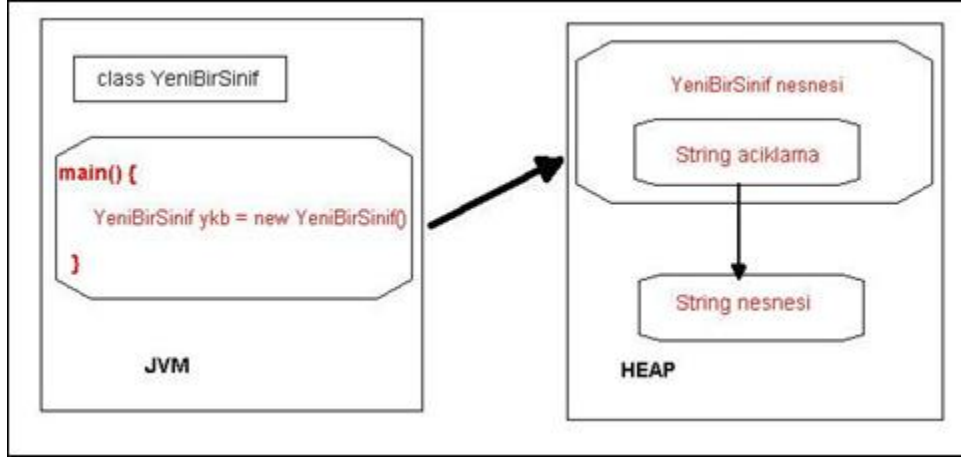 class YeniBirSinif
main() {
YeniBirSinif ykb = new YeniBirSinif()
}
JVM
YeniBirSinif nesnesi
String aciklama
String nesnesi
HEAP